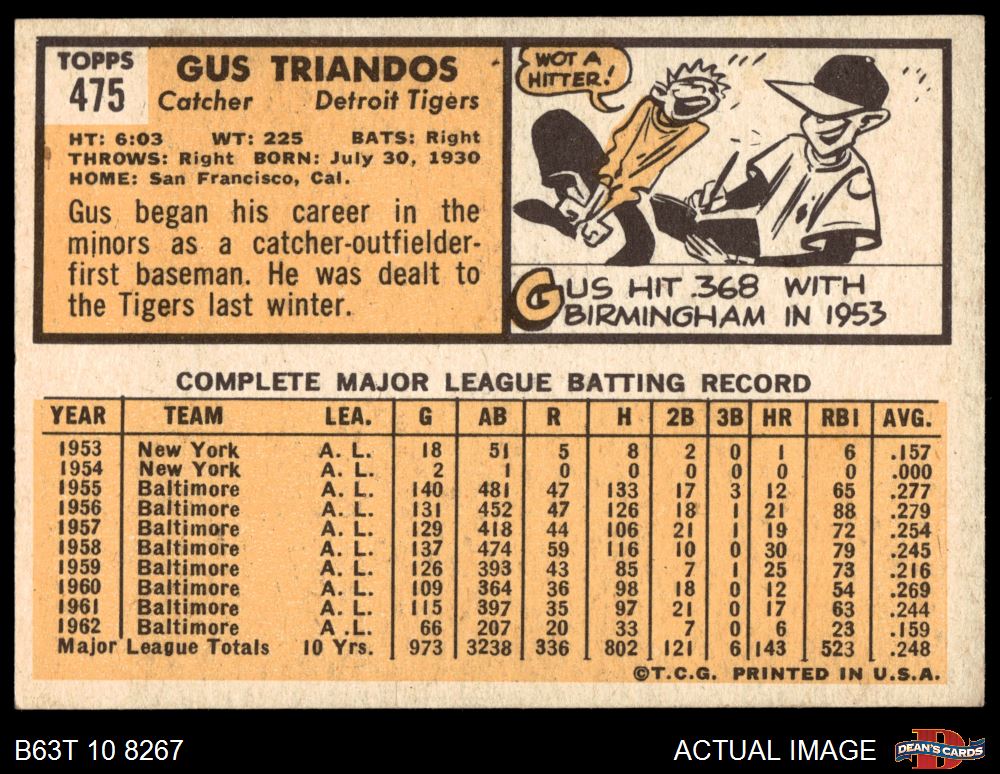 TOPPS
475
GUS TRIANDOS
Catcher Detroit Tigers
HT: 6:03 WT: 225 BATS: Right
THROWS: Right BORN: July 30, 1930
HOME: San Francisco, Cal.
Gus began his career in the
minors as a catcher-outfielder-
first baseman. He was dealt to
the Tigers last winter.
WOT A
HITTER!
GUS HIT .368 WITH
BIRMINGHAM IN 1953
COMPLETE MAJOR LEAGUE BATTING RECORD
YEAR TEAM LEA. G AB R H 2B 3B HR RBI AVG.
1953 New York A. L. 18 51 5 8 2 0 1 6 .157
1954 New York A. L. 2 1 0 0 0 0 0 0 .000
1955 Baltimore A. L. 140 481 47 133 17 3 12 65 .277
1956 Baltimore A. L. 131 452 47 126 18 1 21 88 .279
1957 Baltimore A. L. 129 418 44 106 21 1 19 72 .254
1958 Baltimore A. L. 137 474 59 116 10 0 30 79 .245
1959 Baltimore A. L. 126 393 43 85 7 1 25 73 .216
1960 Baltimore A. L. 109 364 36 98 18 0 12 54 .269
1961 Baltimore A. L. 115 397 35 97 21 0 17 63 .244
1962 Baltimore A .L. 66 207 20 33 7 0 6 23 .159
Major League Totals 10 Yrs. 973 3238 336 802 121 6 143 523 .248
©T.C.G. PRINTED IN U.S.A.
B63T 10 8267
ACTUAL IMAGE
D
DEAN'S CARDS